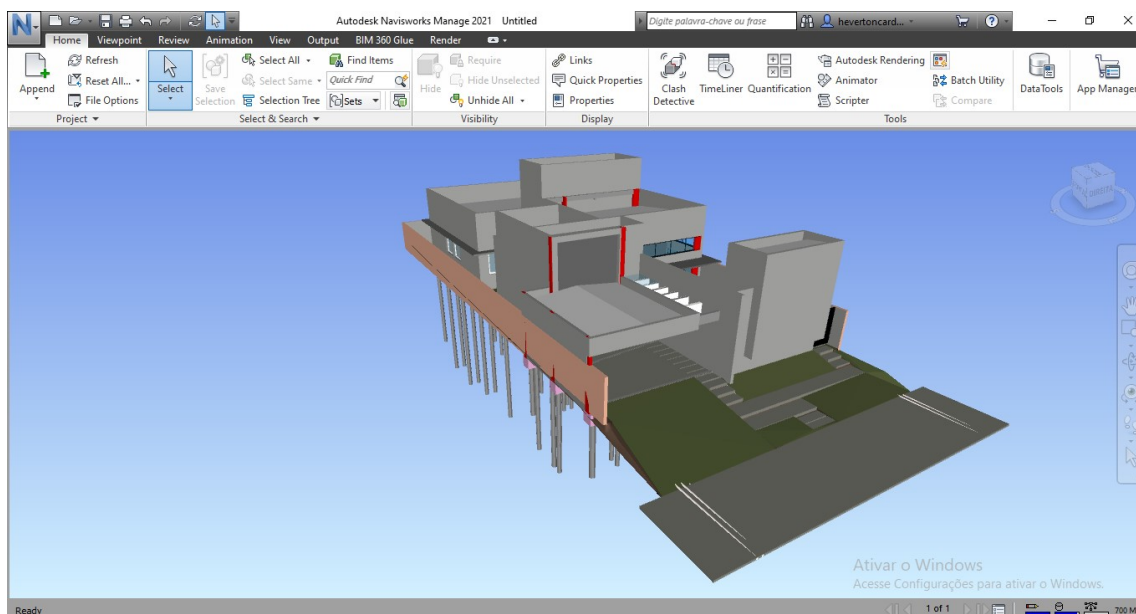 Autodesk Navisworks Manage 2021 Untitled
Digite palavra-chave ou frase
hevertoncard...
Home Viewpoint Review Animation View Output BIM 360 Glue Render
Append
Refresh
Reset All...
File Options
Project
Select
Save Selection
Select All
Select Same
Selection Tree
Find Items
Quick Find
Sets
Select & Search
Hide
Require
Hide Unselected
Unhide All
Visibility
Links
Quick Properties
Properties
Display
Clash Detective
TimeLiner
Quantification
Autodesk Rendering
Animator
Scripter
Batch Utility
Compare
Tools
DataTools
App Manager
Ativar o Windows
Acesse Configurações para ativar o Windows.
Ready
1 of 1